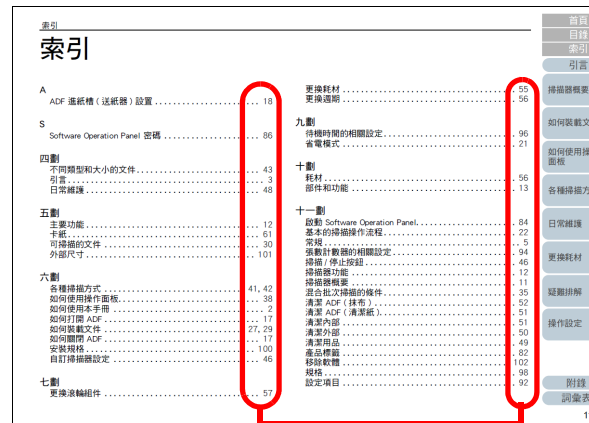 索引
索引
A
ADF 進紙槽 ( 送紙器 ) 設置 18
S
Software Operation Panel 密碼 86
四劃
不同類型和大小的文件 43
引言 3
日常維護 48
五劃
主要功能 12
卡紙 61
可掃描的文件 30
外部尺寸 101
六劃
各種掃描方式 41, 42
如何使用操作面板 38
如何使用本手冊 2
如何打開 ADF 17
如何裝載文件 27, 29
如何關閉 ADF 17
安裝規格 100
自訂掃描器設定 46
七劃
更換滾輪組件 57
更換耗材 55
更換週期 56
九劃
待機時間的相關設定 96
省電模式 21
十劃
耗材 56
部件和功能 13
十一劃
啟動 Software Operation Panel 84
基本的掃描操作流程 22
常規 5
張數計數器的相關設定 94
掃描 / 停止按鈕 46
掃描器功能 12
掃描器概要 11
混合批次掃描的條件 35
清潔 ADF ( 抹布 ) 52
清潔 ADF ( 清潔紙 ) 51
清潔內部 51
清潔外部 50
清潔用品 49
產品標籤 82
移除軟體 102
規格 98
設定項目 92
首頁
目錄
索引
引言
掃描器概要
如何裝載文
如何使用操
面板
各種掃描方
日常維護
更換耗材
疑難排解
操作設定
附錄
詞彙表